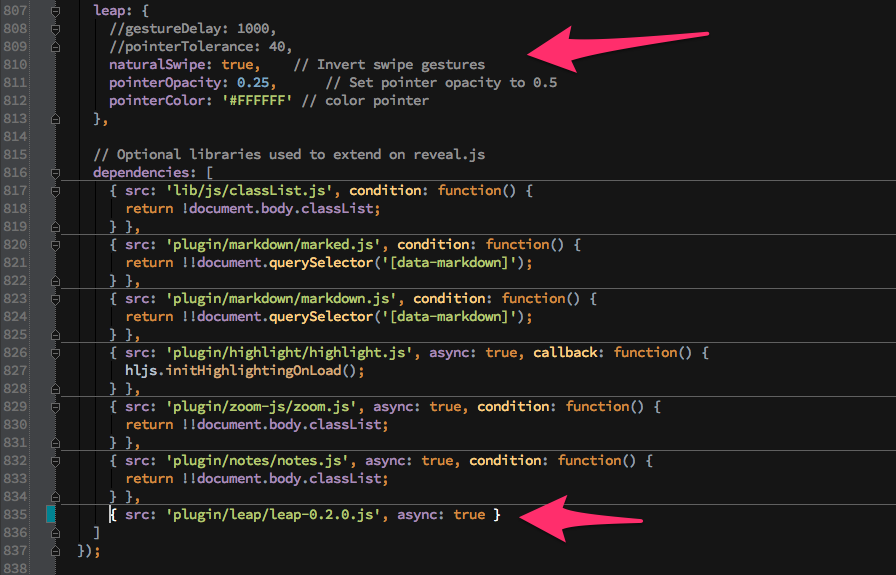 807 leap: {
808 //gestureDelay: 1000,
809 //pointerTolerance: 40,
810 naturalSwipe: true, // Invert swipe gestures
811 pointerOpacity: 0.25, // Set pointer opacity to 0.5
812 pointerColor: '#FFFFFF' // color pointer
813 },
814
815 // Optional libraries used to extend on reveal.js
816 dependencies: [
817 { src: 'lib/js/classList.js', condition: function() {
818 return !document.body.classList;
819 } },
820 { src: 'plugin/markdown/marked.js', condition: function() {
821 return !!document.querySelector('[data-markdown]');
822 } },
823 { src: 'plugin/markdown/markdown.js', condition: function() {
824 return !!document.querySelector('[data-markdown]');
825 } },
826 { src: 'plugin/highlight/highlight.js', async: true, callback: function() {
827 hljs.initHighlightingOnLoad();
828 } },
829 { src: 'plugin/zoom-js/zoom.js', async: true, condition: function() {
830 return !!document.body.classList;
831 } },
832 { src: 'plugin/notes/notes.js', async: true, condition: function() {
833 return !!document.body.classList;
834 } },
835 { src: 'plugin/leap/leap-0.2.0.js', async: true }
836 ]
837 });
838